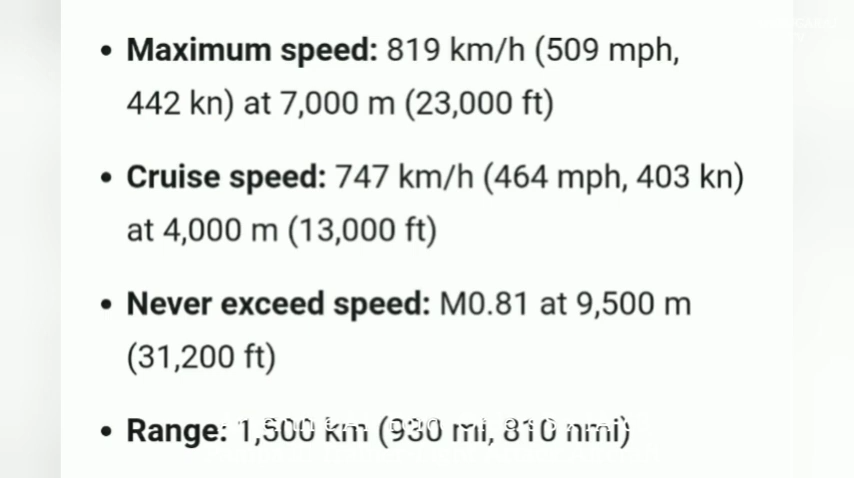 • Maximum speed: 819 km/h (509 mph,
442 kn) at 7,000 m (23,000 ft)
• Cruise speed: 747 km/h (464 mph, 403 kn)
at 4,000 m (13,000 ft)
• Never exceed speed: M0.81 at 9,500 m
(31,200 ft)
• Range: 1,500 km (930 mi, 810 nmi)